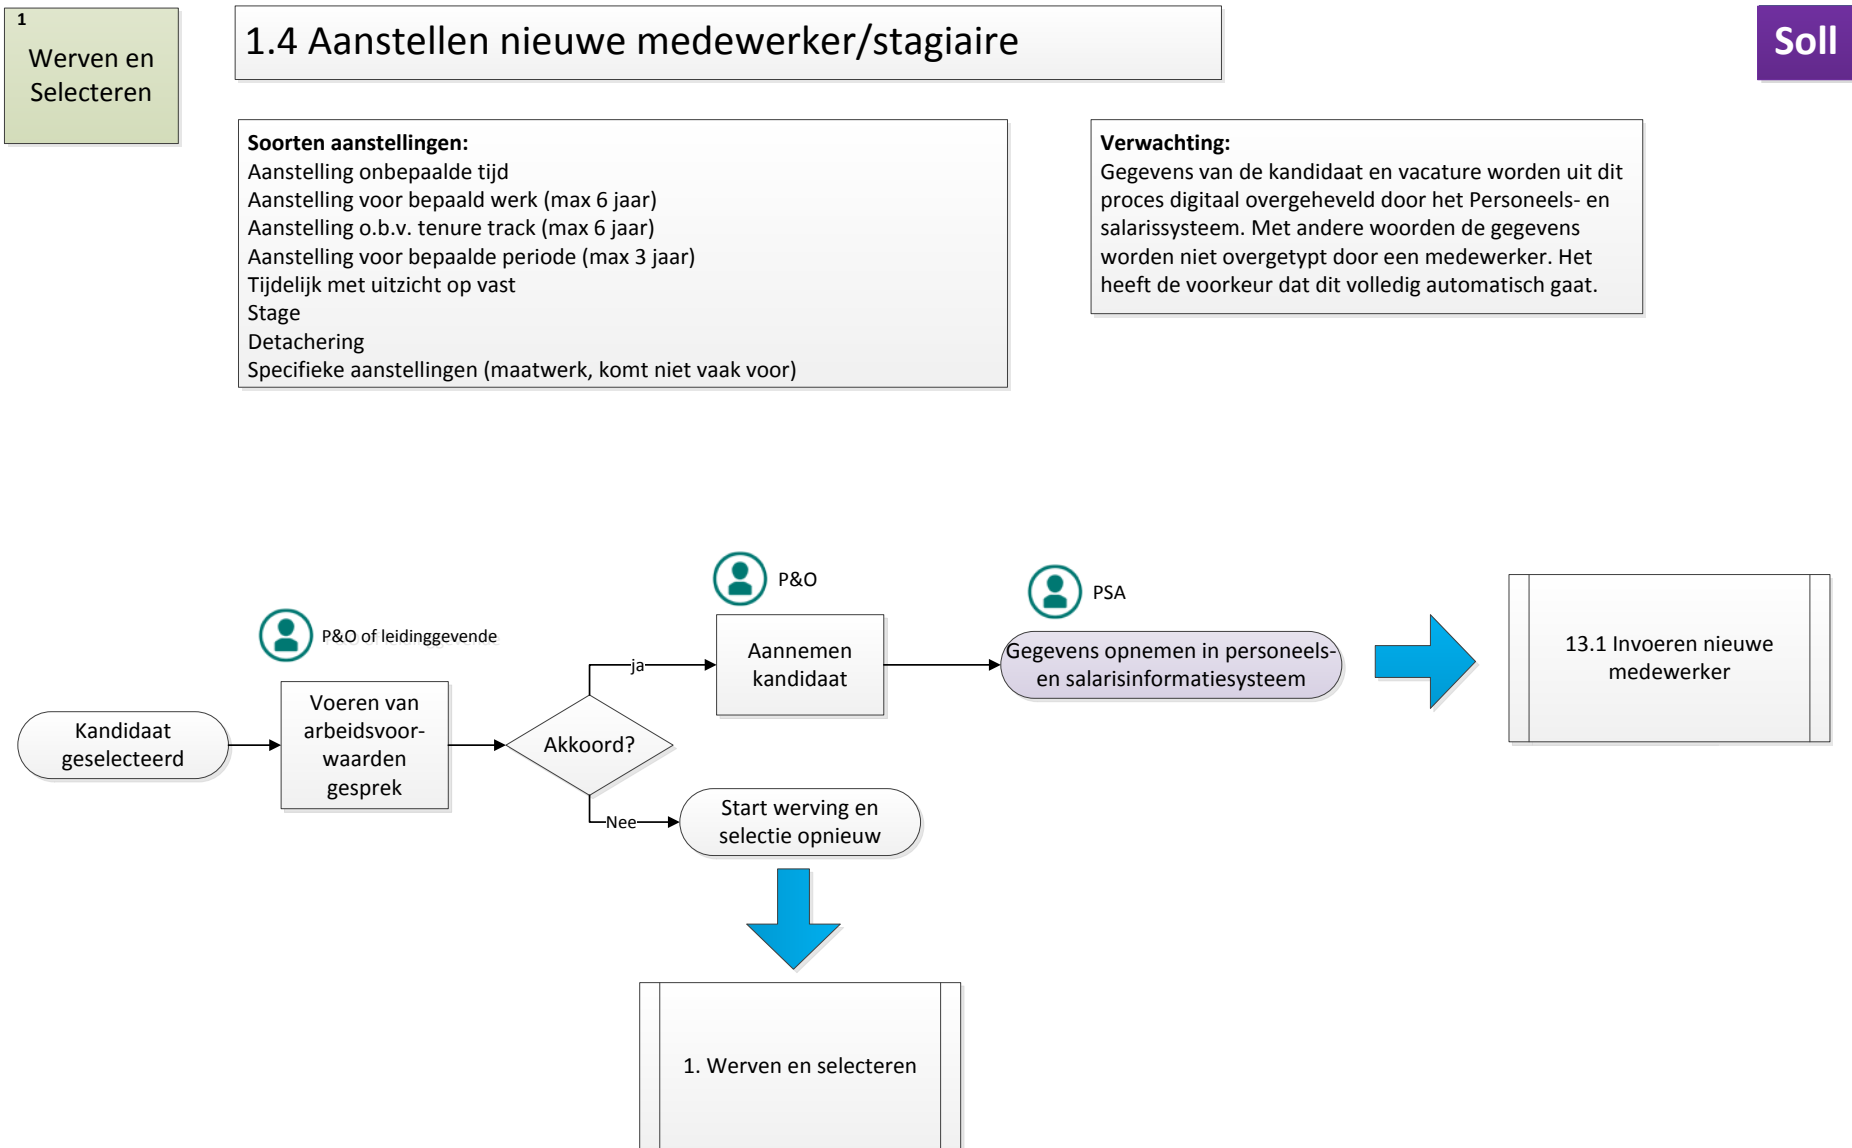 1
Werven en
Selecteren
1.4 Aanstellen nieuwe medewerker/stagiaire
Soll
Soorten aanstellingen:
Aanstelling onbepaalde tijd
Aanstelling voor bepaald werk (max 6 jaar)
Aanstelling o.b.v. tenure track (max 6 jaar)
Aanstelling voor bepaalde periode (max 3 jaar)
Tijdelijk met uitzicht op vast
Stage
Detachering
Specifieke aanstellingen (maatwerk, komt niet vaak voor)
Verwachting:
Gegevens van de kandidaat en vacature worden uit dit
proces digitaal overgeheveld door het Personeels- en
salarissysteem. Met andere woorden de gegevens
worden niet overgetypt door een medewerker. Het
heeft de voorkeur dat dit volledig automatisch gaat.
Kandidaat
geselecteerd
P&O of leidinggevende
Voeren van
arbeidsvoor-
waarden
gesprek
Akkoord?
ja
P&O
Aannemen
kandidaat
PSA
Gegevens opnemen in personeels-
en salarisinformatiesysteem
13.1 Invoeren nieuwe
medewerker
Nee
Start werving en
selectie opnieuw
1. Werven en selecteren